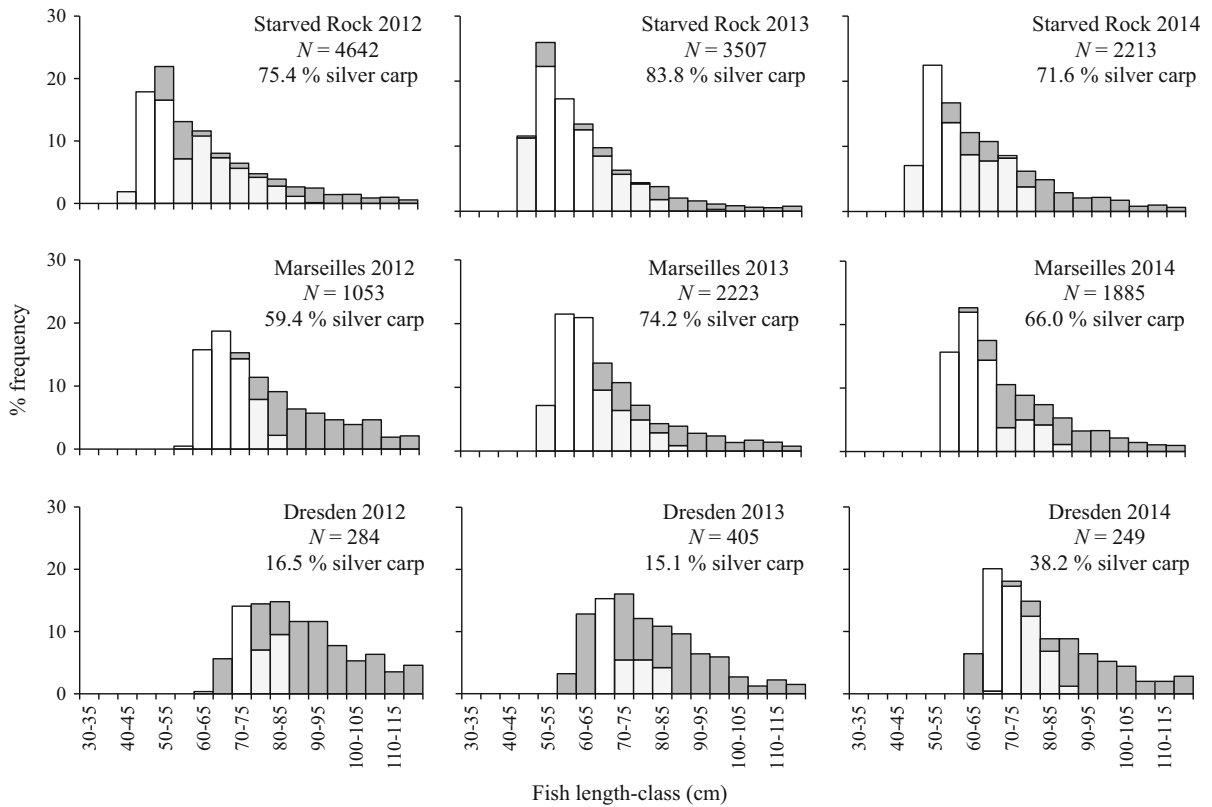 % frequency
30
20
10
0
Starved Rock 2012
N = 4642
75.4 % silver carp
Starved Rock 2013
N = 3507
83.8 % silver carp
Starved Rock 2014
N = 2213
71.6 % silver carp
30
20
10
0
Marseilles 2012
N = 1053
59.4 % silver carp
Marseilles 2013
N = 2223
74.2 % silver carp
Marseilles 2014
N = 1885
66.0 % silver carp
30
20
10
0
Dresden 2012
N = 284
16.5 % silver carp
Dresden 2013
N = 405
15.1 % silver carp
Dresden 2014
N = 249
38.2 % silver carp
30-35
40-45
50-55
60-65
70-75
80-85
90-95
100-105
110-115
30-35
40-45
50-55
60-65
70-75
80-85
90-95
100-105
110-115
30-35
40-45
50-55
60-65
70-75
80-85
90-95
100-105
110-115
Fish length-class (cm)